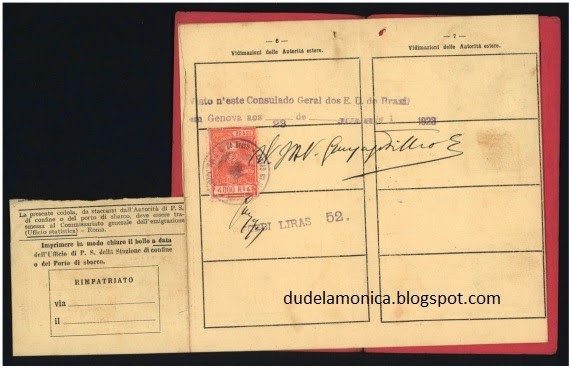 — 6 —
Vidimazioni delle Autorità estere.
— 7 —
Vidimazioni delle Autorità estere.
Visto n'este Consulado Geral dos E. U. do Brazil
em Genova aos 23 de 1923
4$000 RÉIS
LIRAS 52.
La presente cedola, da staccarsi dall'Autorità di P. S.
di confine o del porto di sbarco, deve essere tra-
smessa al Commissariato generale dell'emigrazione
(Ufficio statistica) - Roma.
Imprimere in modo chiaro il bollo a data
dell'Ufficio di P. S. della Stazione di confine
o del Porto di sbarco.
RIMPATRIATO
via
il
dudelamonica.blogspot.com